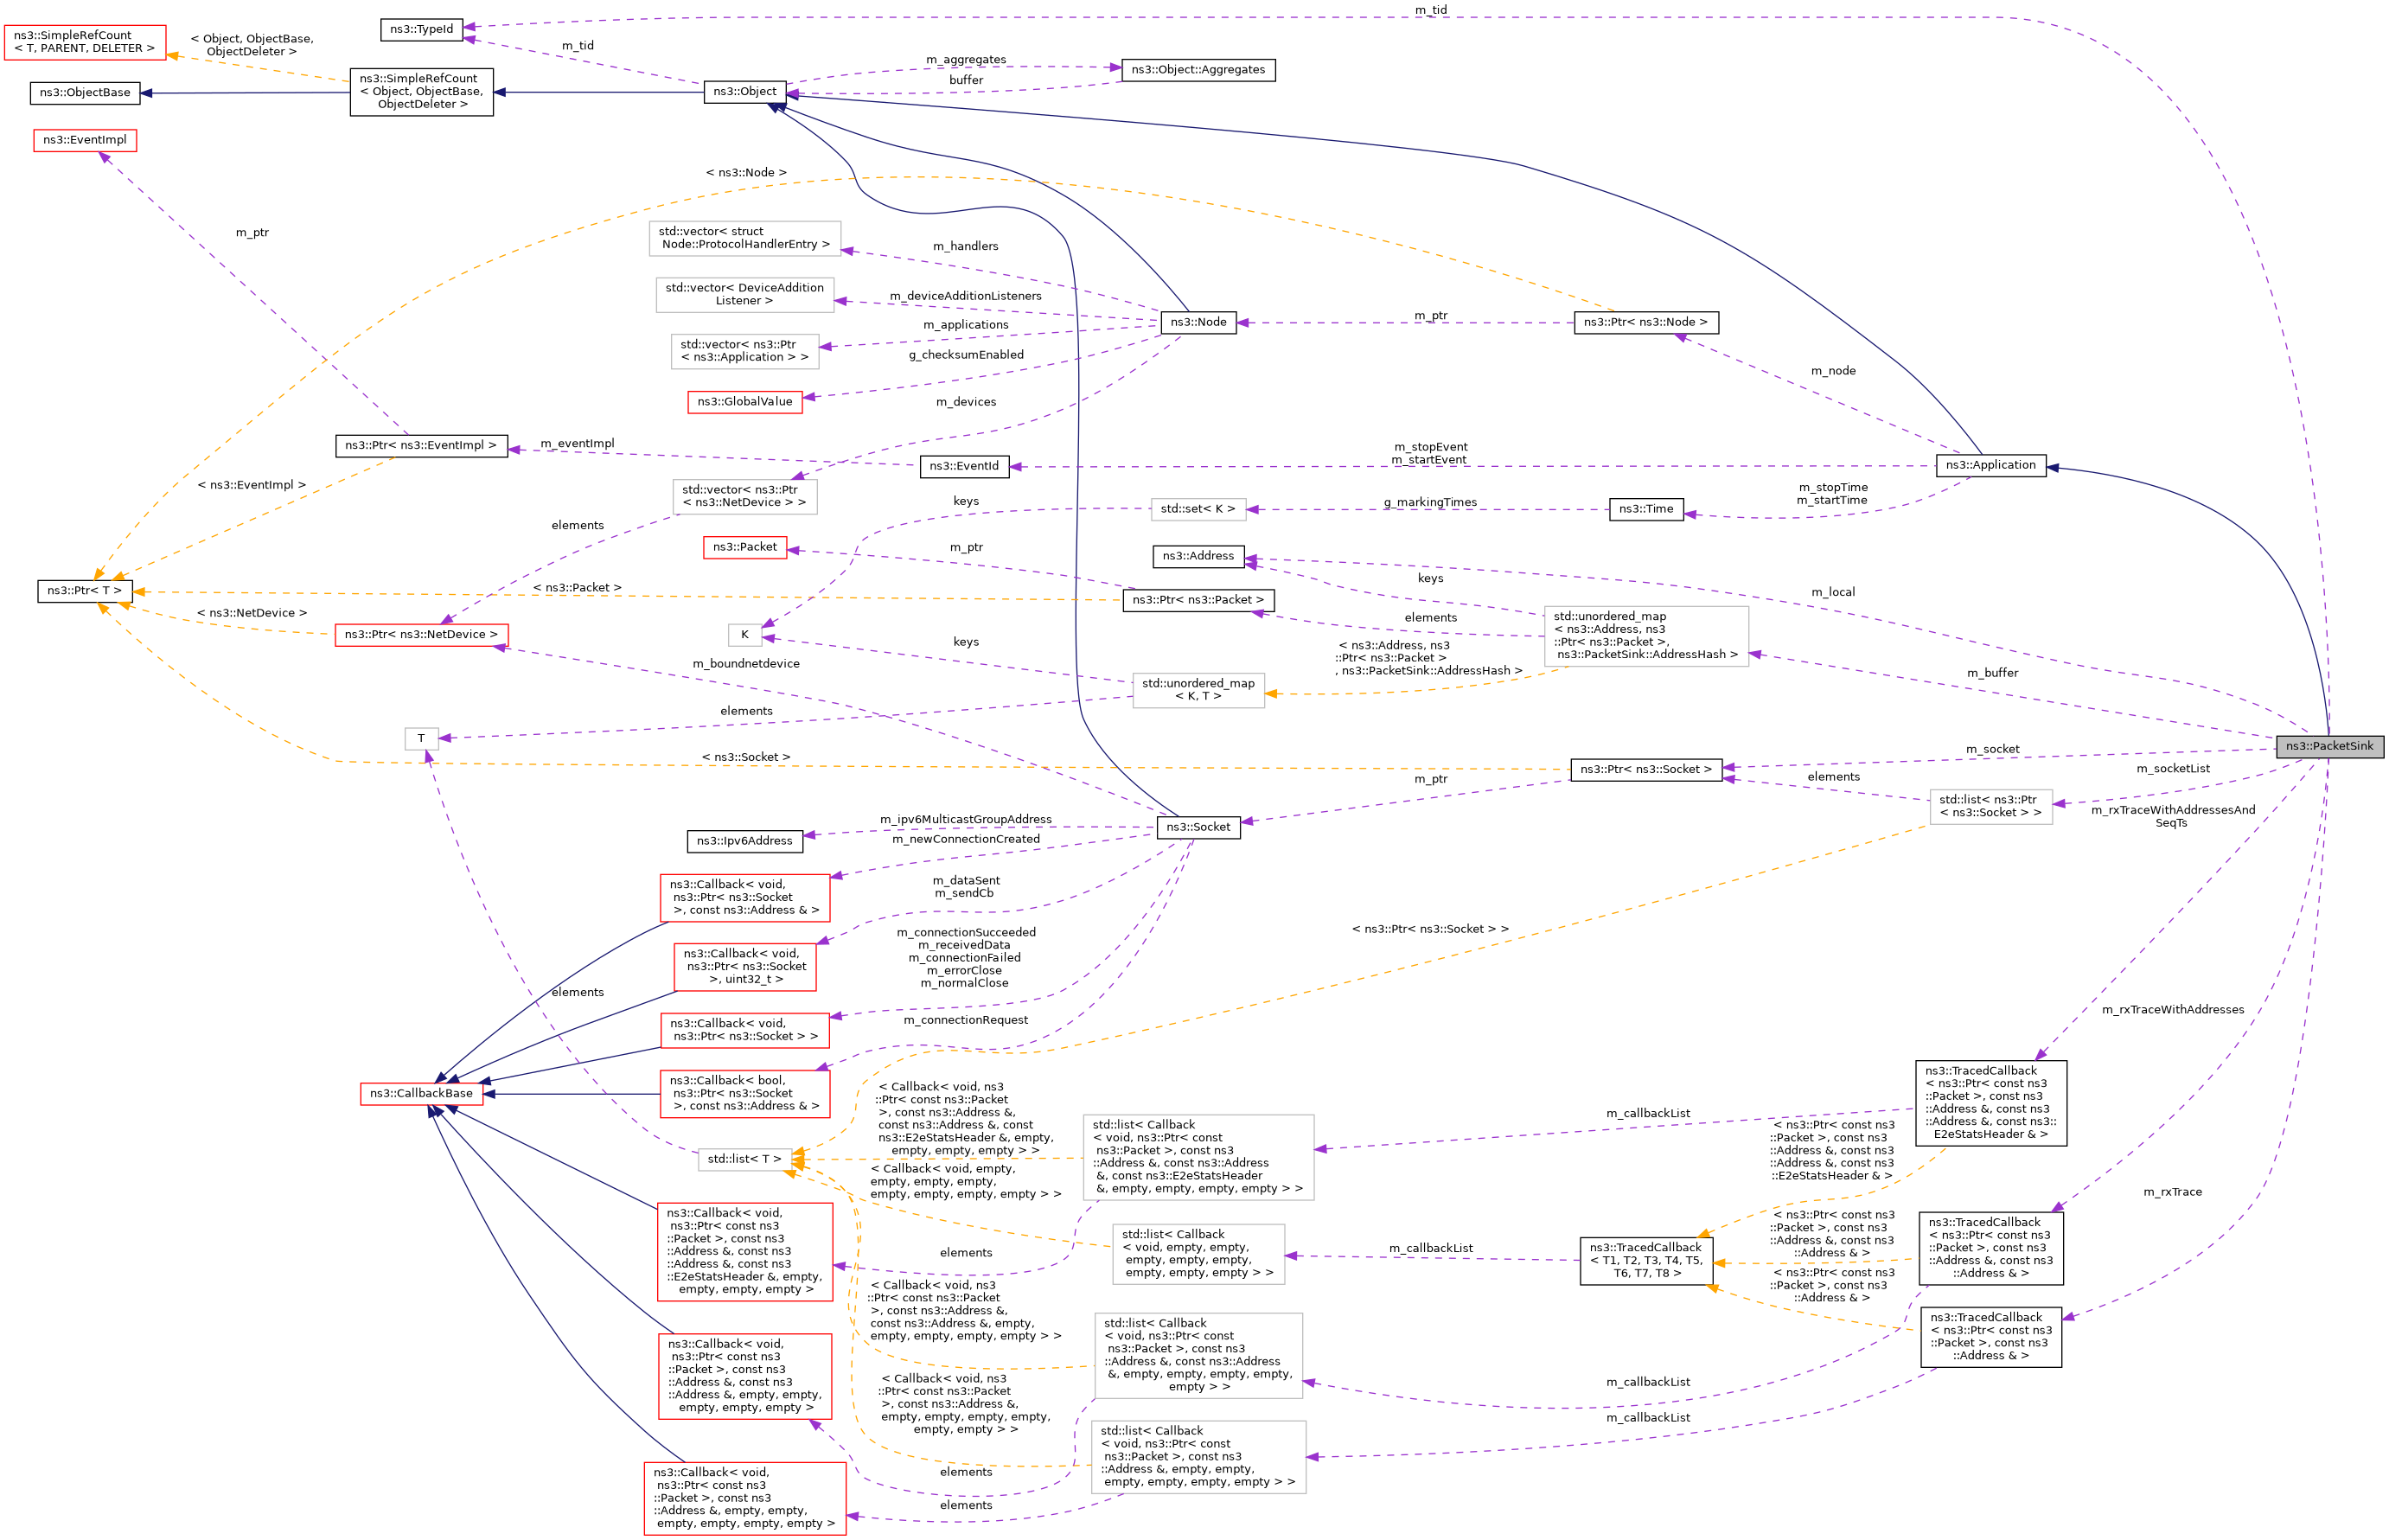 m_tid
ns3::TypeId
ns3::SimpleRefCount
< T, PARENT, DELETER >
< Object, ObjectBase,
ObjectDeleter >
m_tid
m_aggregates
ns3::Object::Aggregates
buffer
ns3::ObjectBase
ns3::SimpleRefCount
< Object, ObjectBase,
ObjectDeleter >
ns3::Object
ns3::EventImpl
< ns3::Node >
m_ptr
std::vector< struct
Node::ProtocolHandlerEntry >
m_handlers
std::vector< DeviceAddition
Listener >
m_deviceAdditionListeners
ns3::Node
m_ptr
ns3::Ptr< ns3::Node >
m_applications
std::vector< ns3::Ptr
< ns3::Application > >
g_checksumEnabled
m_node
ns3::GlobalValue
m_devices
ns3::Ptr< ns3::EventImpl >
m_eventImpl
ns3::EventId
m_stopEvent
m_startEvent
ns3::Application
< ns3::EventImpl >
std::vector< ns3::Ptr
< ns3::NetDevice > >
keys
std::set< K >
g_markingTimes
ns3::Time
m_stopTime
m_startTime
elements
ns3::Packet
m_ptr
ns3::Address
keys
m_local
ns3::Ptr< T >
< ns3::Packet >
ns3::Ptr< ns3::Packet >
elements
std::unordered_map
< ns3::Address, ns3
::Ptr< ns3::Packet >,
ns3::PacketSink::AddressHash >
< ns3::NetDevice >
ns3::Ptr< ns3::NetDevice >
K
keys
< ns3::Address, ns3
::Ptr< ns3::Packet >
, ns3::PacketSink::AddressHash >
m_buffer
m_boundnetdevice
std::unordered_map
< K, T >
elements
T
ns3::PacketSink
< ns3::Socket >
ns3::Ptr< ns3::Socket >
m_socket
m_ptr
elements
m_socketList
std::list< ns3::Ptr
< ns3::Socket > >
m_rxTraceWithAddressesAnd
SeqTs
m_ipv6MulticastGroupAddress
ns3::Socket
ns3::Ipv6Address
m_newConnectionCreated
ns3::Callback< void,
ns3::Ptr< ns3::Socket
>, const ns3::Address & >
m_dataSent
m_sendCb
< ns3::Ptr< ns3::Socket > >
ns3::Callback< void,
ns3::Ptr< ns3::Socket
>, uint32_t >
m_connectionSucceeded
m_receivedData
m_connectionFailed
m_errorClose
m_normalClose
elements
m_rxTraceWithAddresses
ns3::Callback< void,
ns3::Ptr< ns3::Socket > >
m_connectionRequest
ns3::CallbackBase
ns3::Callback< bool,
ns3::Ptr< ns3::Socket
>, const ns3::Address & >
ns3::TracedCallback
< ns3::Ptr< const ns3
::Packet >, const ns3
::Address &, const ns3
::Address &, const ns3::
E2eStatsHeader & >
< Callback< void, ns3
::Ptr< const ns3::Packet
>, const ns3::Address &,
const ns3::Address &, const
ns3::E2eStatsHeader &, empty,
empty, empty, empty > >
m_callbackList
std::list< T >
std::list< Callback
< void, ns3::Ptr< const
ns3::Packet >, const ns3
::Address &, const ns3::Address
&, const ns3::E2eStatsHeader
&, empty, empty, empty, empty > >
< ns3::Ptr< const ns3
::Packet >, const ns3
::Address &, const ns3
::Address &, const ns3
::E2eStatsHeader & >
< Callback< void, empty,
empty, empty, empty,
empty, empty, empty, empty > >
m_rxTrace
ns3::Callback< void,
ns3::Ptr< const ns3
::Packet >, const ns3
::Address &, const ns3
::Address &, const ns3
::E2eStatsHeader &, empty,
empty, empty, empty >
elements
std::list< Callback
< void, empty, empty,
empty, empty, empty,
empty, empty, empty > >
m_callbackList
ns3::TracedCallback
< T1, T2, T3, T4, T5,
T6, T7, T8 >
< ns3::Ptr< const ns3
::Packet >, const ns3
::Address &, const ns3
::Address & >
ns3::TracedCallback
< ns3::Ptr< const ns3
::Packet >, const ns3
::Address &, const ns3
::Address & >
< ns3::Ptr< const ns3
::Packet >, const ns3
::Address & >
< Callback< void, ns3
::Ptr< const ns3::Packet
>, const ns3::Address &,
const ns3::Address &, empty,
empty, empty, empty, empty > >
ns3::TracedCallback
< ns3::Ptr< const ns3
::Packet >, const ns3
::Address & >
ns3::Callback< void,
ns3::Ptr< const ns3
::Packet >, const ns3
::Address &, const ns3
::Address &, empty, empty,
empty, empty, empty >
std::list< Callback
< void, ns3::Ptr< const
ns3::Packet >, const ns3
::Address &, const ns3::Address
&, empty, empty, empty, empty,
empty > >
m_callbackList
< Callback< void, ns3
::Ptr< const ns3::Packet
>, const ns3::Address &,
empty, empty, empty, empty,
empty, empty > >
m_callbackList
elements
std::list< Callback
< void, ns3::Ptr< const
ns3::Packet >, const ns3
::Address &, empty, empty,
empty, empty, empty, empty > >
ns3::Callback< void,
ns3::Ptr< const ns3
::Packet >, const ns3
::Address &, empty, empty,
empty, empty, empty, empty >
elements